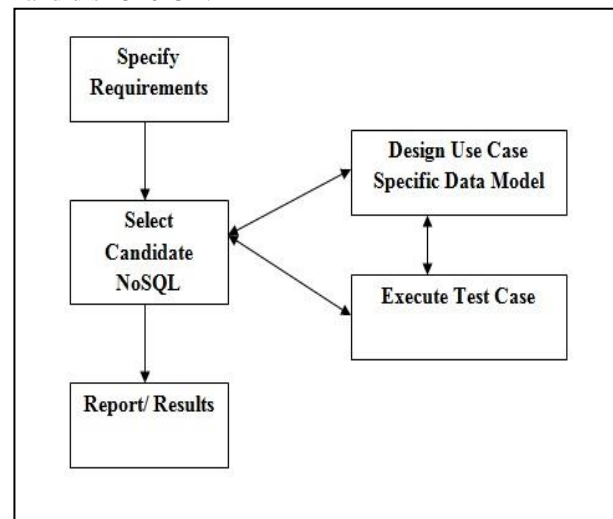 Specify
Requirements
Design Use Case
Specific Data Model
Select
Candidate
NoSQL
Execute Test Case
Report/ Results